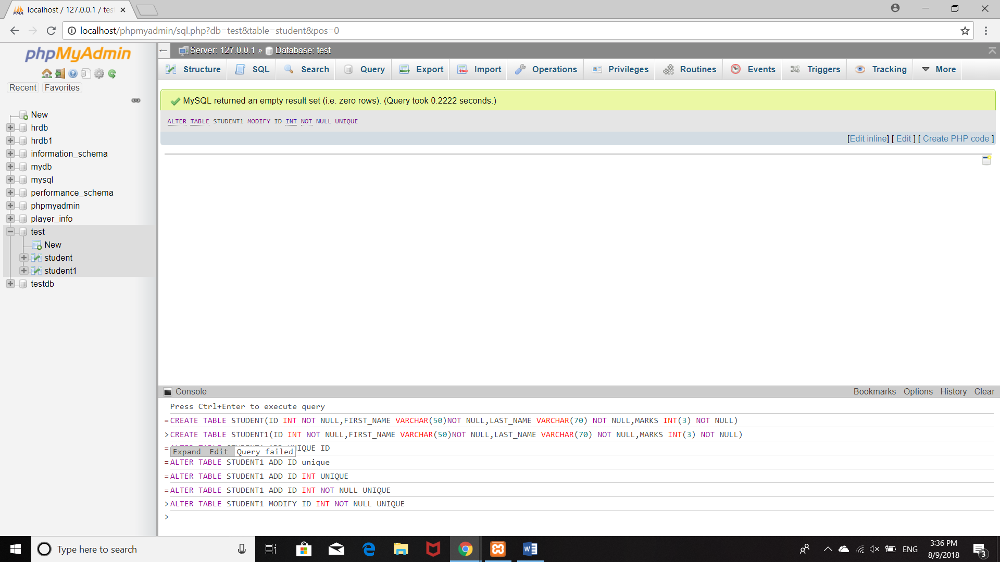 localhost / 127.0.0.1 / tes
localhost/phpmyadmin/sql.php?db=test&table=student&pos=0
phpMyAdmin
Recent Favorites
New
hrdb
hrdb1
information_schema
mydb
mysql
performance_schema
phpmyadmin
player_info
test
New
student
student1
testdb
Server: 127.0.0.1 » Database: test
Structure SQL Search Query Export Import Operations Privileges Routines Events Triggers Tracking More
MySQL returned an empty result set (i.e. zero rows). (Query took 0.2222 seconds.)
ALTER TABLE STUDENT1 MODIFY ID INT NOT NULL UNIQUE
[Edit inline] [ Edit ] [ Create PHP code ]
Console Bookmarks Options History Clear
Press Ctrl+Enter to execute query
=CREATE TABLE STUDENT(ID INT NOT NULL,FIRST_NAME VARCHAR(50)NOT NULL,LAST_NAME VARCHAR(70) NOT NULL,MARKS INT(3) NOT NULL)
>CREATE TABLE STUDENT1(ID INT NOT NULL,FIRST_NAME VARCHAR(50)NOT NULL,LAST_NAME VARCHAR(70) NOT NULL,MARKS INT(3) NOT NULL)
=ALTER TABLE STUDENT1 ADD UNIQUE ID
Expand Edit Query failed
=ALTER TABLE STUDENT1 ADD ID unique
=ALTER TABLE STUDENT1 ADD ID INT UNIQUE
=ALTER TABLE STUDENT1 ADD ID INT NOT NULL UNIQUE
>ALTER TABLE STUDENT1 MODIFY ID INT NOT NULL UNIQUE
>
Type here to search
ENG
3:36 PM
8/9/2018
3